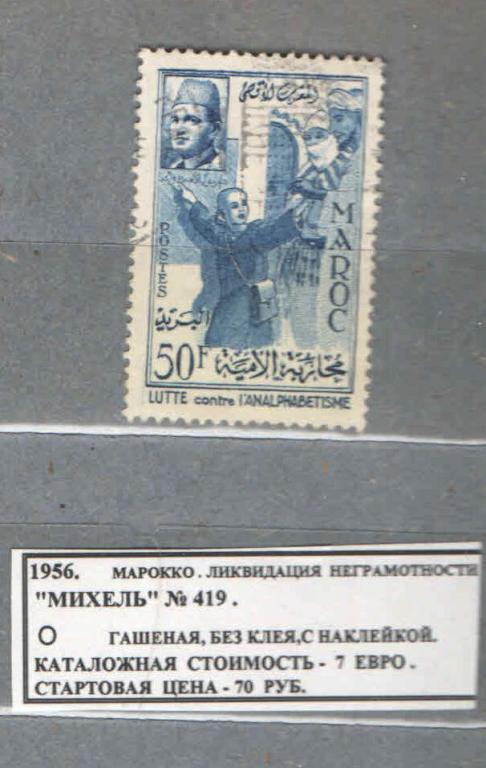 المغرب الأقصى
POSTES
MAROC
البريد
50F محاربة الأمية
LUTTE contre l'ANALPHABETISME
1956. МАРОККО. ЛИКВИДАЦИЯ НЕГРАМОТНОСТИ
"МИХЕЛЬ" № 419.
О ГАШЕНАЯ, БЕЗ КЛЕЯ,С НАКЛЕЙКОЙ.
КАТАЛОЖНАЯ СТОИМОСТЬ - 7 ЕВРО.
СТАРТОВАЯ ЦЕНА - 70 РУБ.